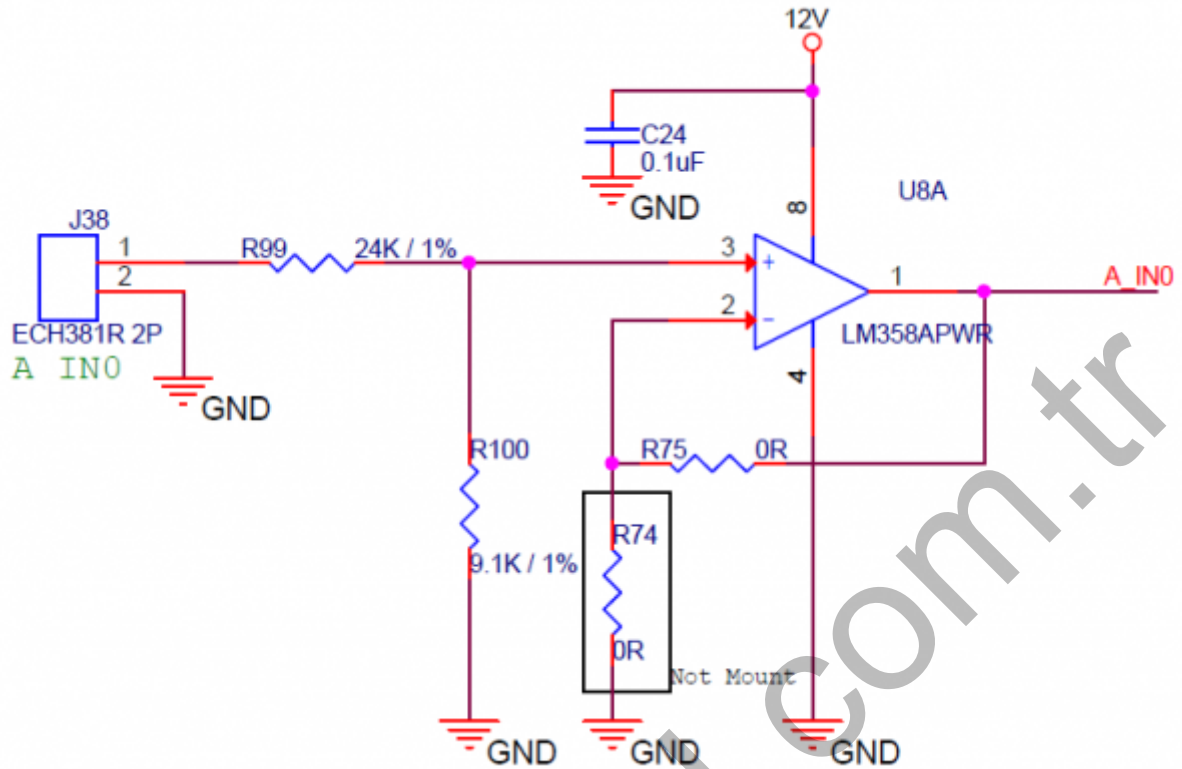 12V
C24
0.1uF
GND
U8A
8
J38
1
2
R99
24K / 1%
3
+
2
-
1
A_IN0
LM358APWR
4
ECH381R 2P
A IN0
GND
R100
9.1K / 1%
R75
0R
R74
0R
Not Mount
GND
GND
GND
com.tr